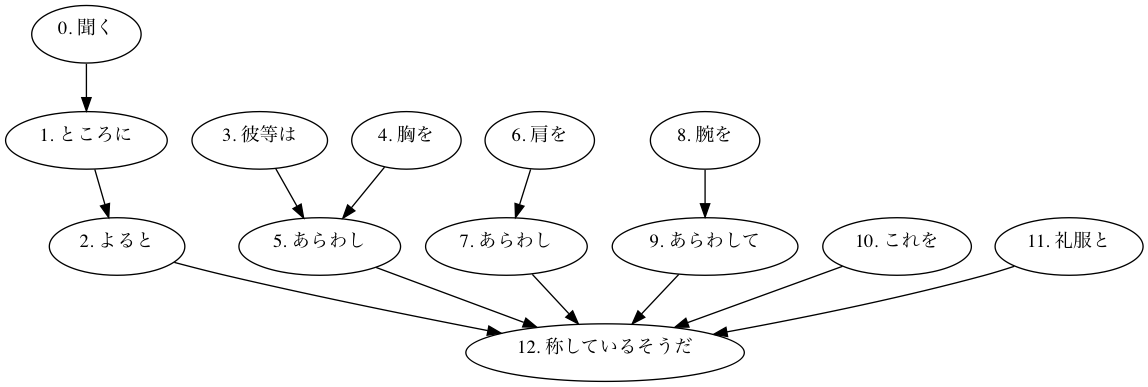 0. 聞く
1. ところに
3. 彼等は
4. 胸を
6. 肩を
8. 腕を
2. よると
5. あらわし
7. あらわし
9. あらわして
10. これを
11. 礼服と
12. 称しているそうだ